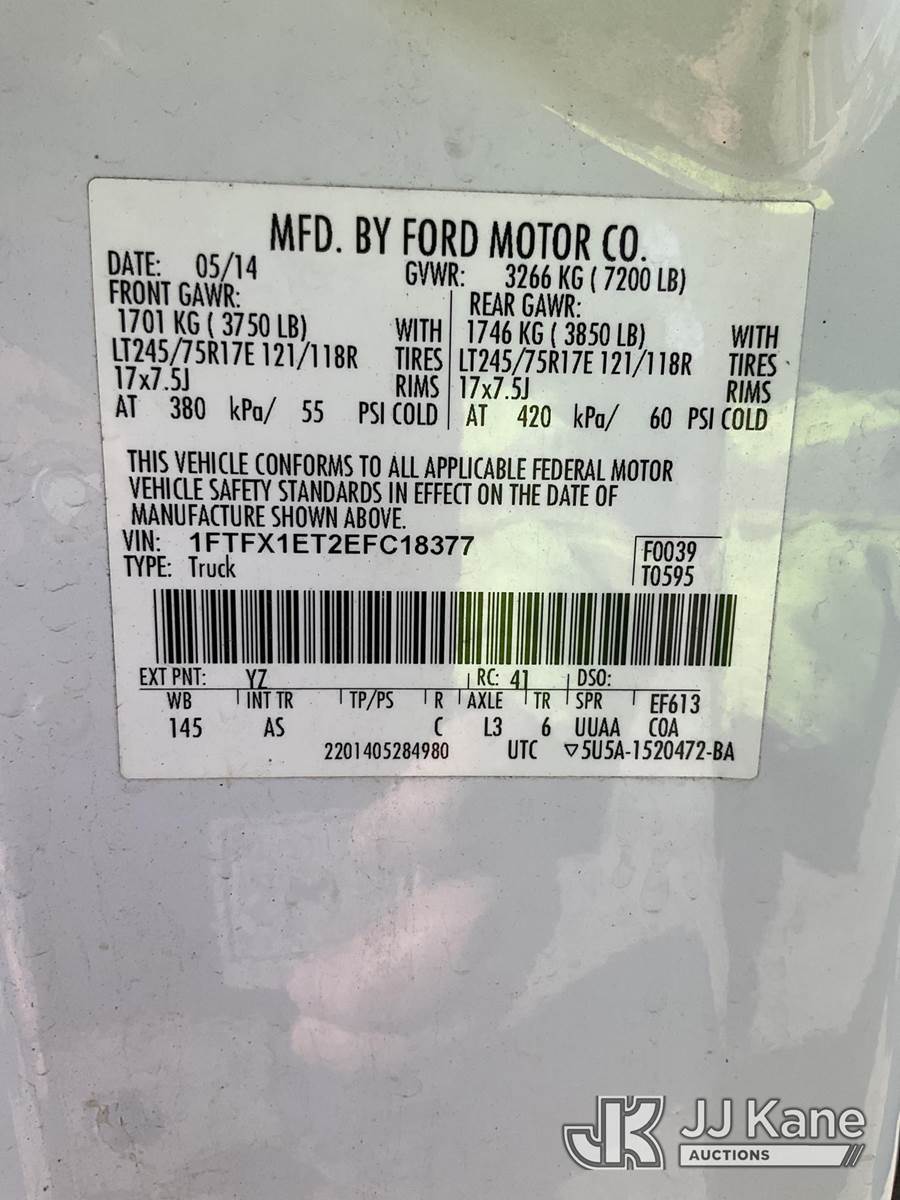 MFD. BY FORD MOTOR CO.
DATE: 05/14 GVWR: 3266 KG ( 7200 LB)
FRONT GAWR: REAR GAWR:
1701 KG ( 3750 LB) WITH 1746 KG ( 3850 LB) WITH
LT245/75R17E 121/118R TIRES LT245/75R17E 121/118R TIRES
17x7.5J RIMS 17x7.5J RIMS
AT 380 kPa/ 55 PSI COLD AT 420 kPa/ 60 PSI COLD
THIS VEHICLE CONFORMS TO ALL APPLICABLE FEDERAL MOTOR
VEHICLE SAFETY STANDARDS IN EFFECT ON THE DATE OF
MANUFACTURE SHOWN ABOVE.
VIN: 1FTFX1ET2EFC18377 F0039
TYPE: Truck T0595
EXT PNT: YZ RC: 41 DSO:
WB INT TR TP/PS R AXLE TR SPR EF613
145 AS C L3 6 UUAA COA
2201405284980 UTC ▽5U5A-1520472-BA
JK JJ Kane
AUCTIONS